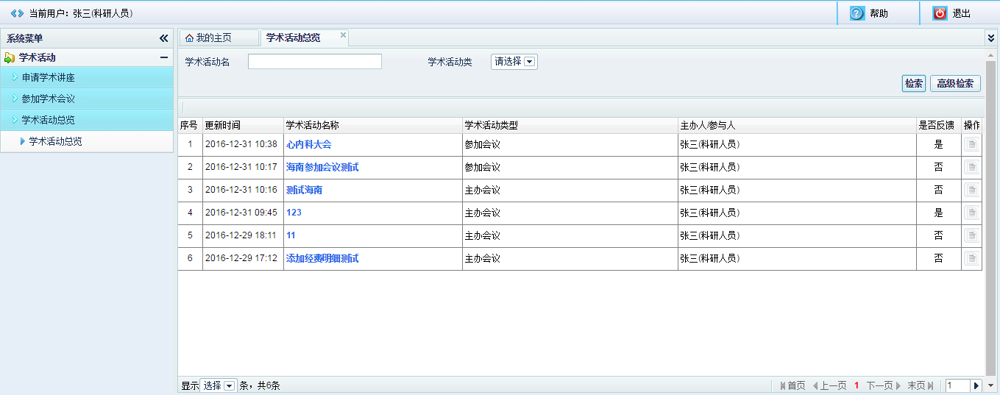 当前用户：张三(科研人员)
帮助
退出
系统菜单
学术活动
申请学术讲座
参加学术会议
学术活动总览
学术活动总览
我的主页 学术活动总览
学术活动名 学术活动类 请选择
检索 高级检索
序号 更新时间 学术活动名称 学术活动类型 主办人/参与人 是否反馈 操作
1 2016-12-31 10:38 心内科大会 参加会议 张三(科研人员) 是
2 2016-12-31 10:17 海南参加会议测试 参加会议 张三(科研人员) 否
3 2016-12-31 10:16 测试海南 主办会议 张三(科研人员) 否
4 2016-12-31 09:45 123 主办会议 张三(科研人员) 是
5 2016-12-29 18:11 11 主办会议 张三(科研人员) 否
6 2016-12-29 17:12 添加经费明细测试 主办会议 张三(科研人员) 否
显示 选择 条，共6条 首页 上一页 1 下一页 末页 1